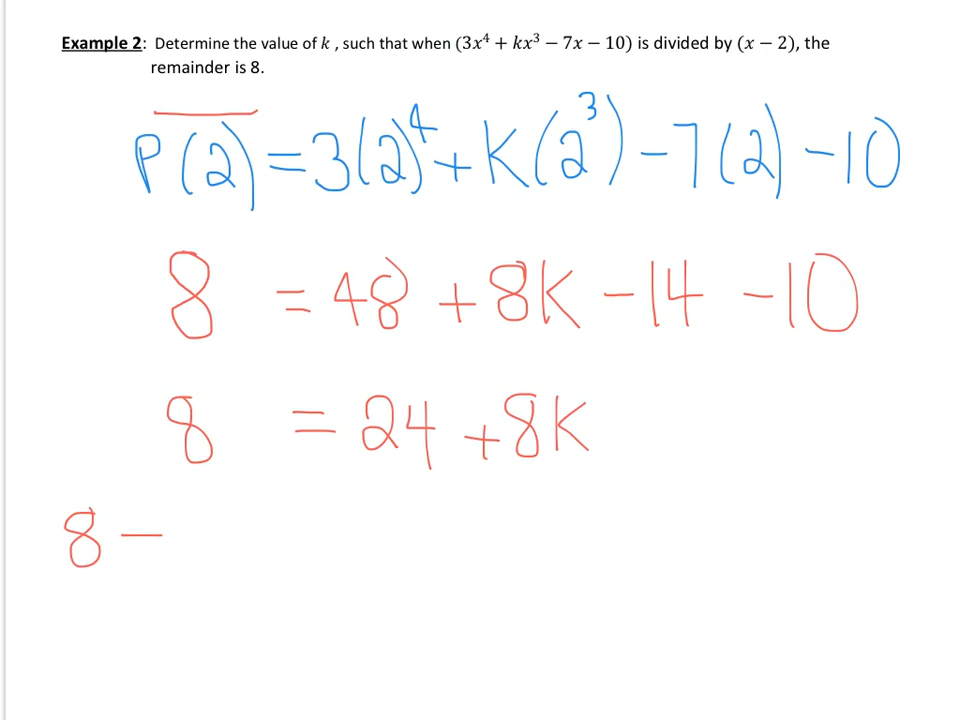 Example 2: Determine the value of k , such that when (3x⁴ + kx³ − 7x − 10) is divided by (x − 2), the
remainder is 8.
P(2) = 3(2)⁴ + K(2³) − 7(2) − 10
8 = 48 + 8K − 14 − 10
8 = 24 + 8K
8 −